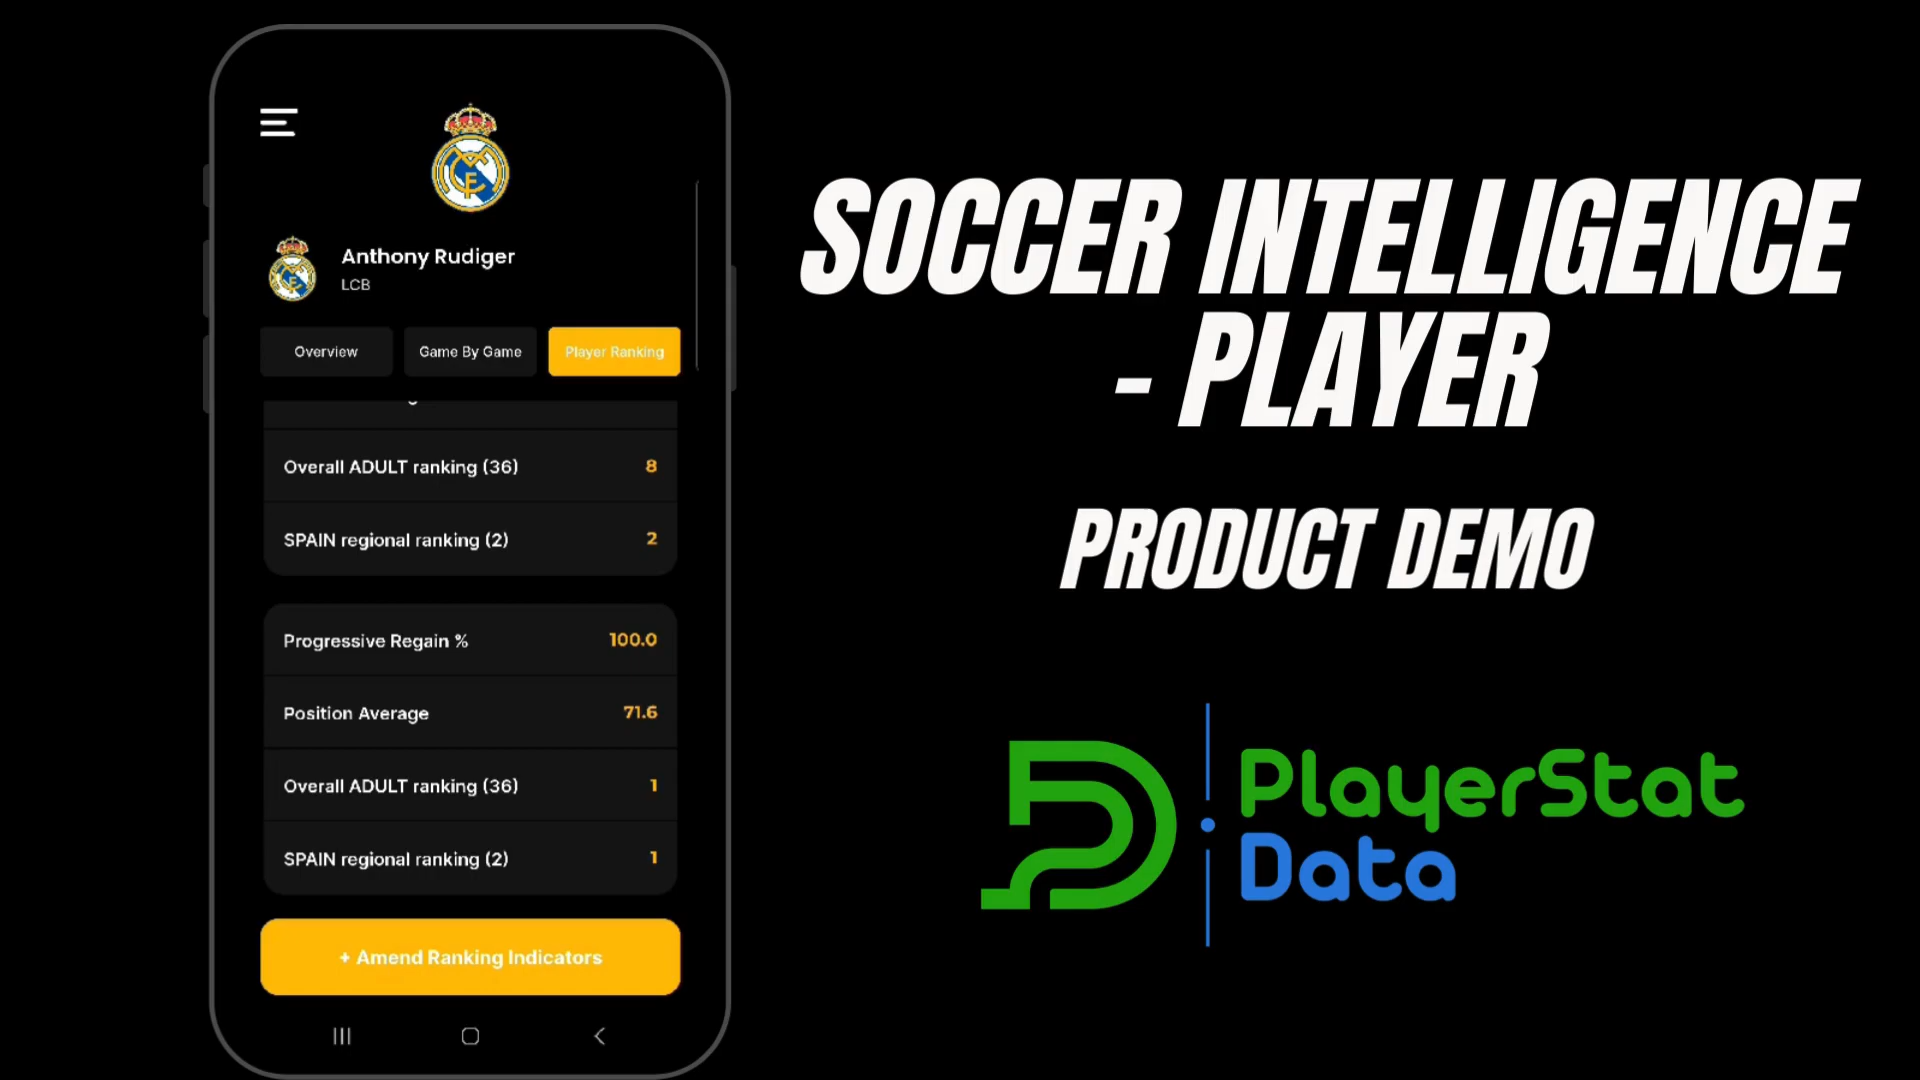 Anthony Rudiger
LCB
Overview
Game By Game
Player Ranking
Overall ADULT ranking (36)
8
SPAIN regional ranking (2)
2
Progressive Regain %
100.0
Position Average
71.6
Overall ADULT ranking (36)
1
SPAIN regional ranking (2)
1
+ Amend Ranking Indicators
SOCCER INTELLIGENCE
- PLAYER
PRODUCT DEMO
PlayerStat
Data